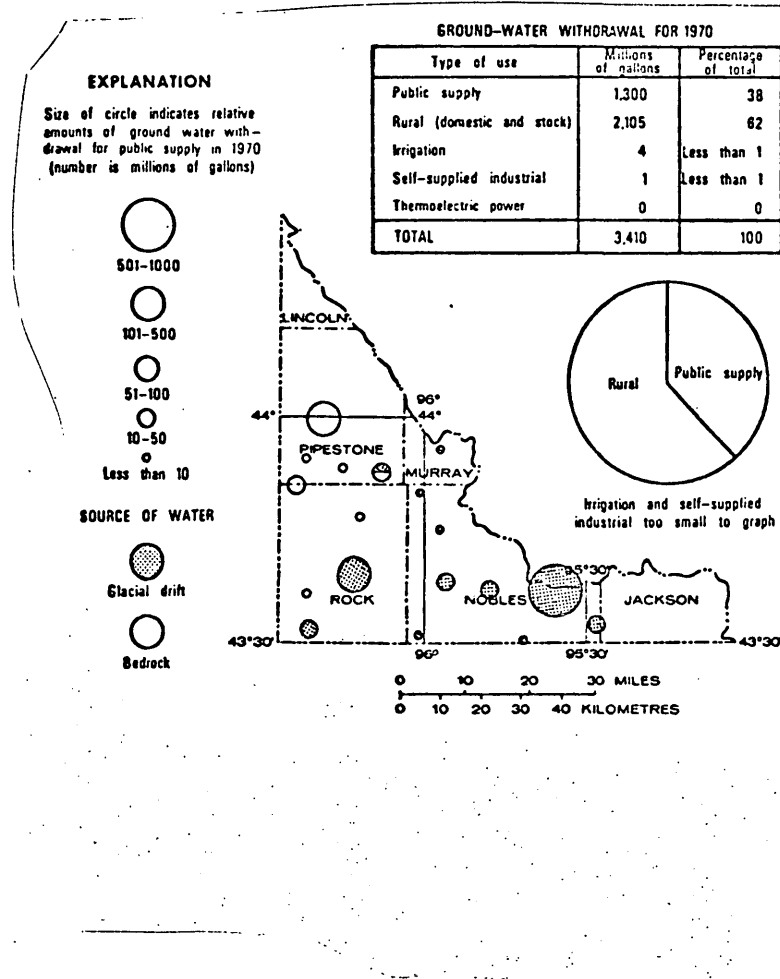 GROUND-WATER WITHDRAWAL FOR 1970
Type of use Millions of gallons Percentage of total
Public supply 1,300 38
Rural (domestic and stock) 2,105 62
Irrigation 4 Less than 1
Self-supplied industrial 1 Less than 1
Thermoelectric power 0 0
TOTAL 3,410 100
EXPLANATION
Size of circle indicates relative
amounts of ground water with-
drawal for public supply in 1970
(number is millions of gallons)
501-1000
101-500
51-100
10-50
Less than 10
SOURCE OF WATER
Glacial drift
Bedrock
LINCOLN
96°
44° 44°
PIPESTONE
MURRAY
ROCK
NOBLES
95°30'
JACKSON
43°30' 43°30'
96° 95°30'
Rural
Public supply
Irrigation and self-supplied
industrial too small to graph
0 10 20 30 MILES
0 10 20 30 40 KILOMETRES